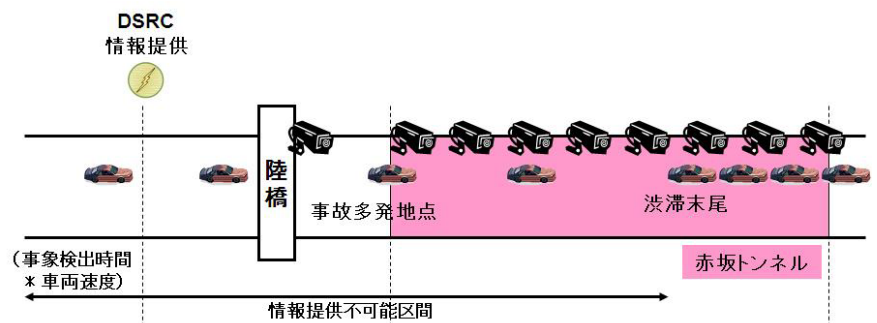 DSRC
情報提供
陸橋
事故多発地点
渋滞末尾
赤坂トンネル
(事象検出時間
*車両速度)
情報提供不可能区間